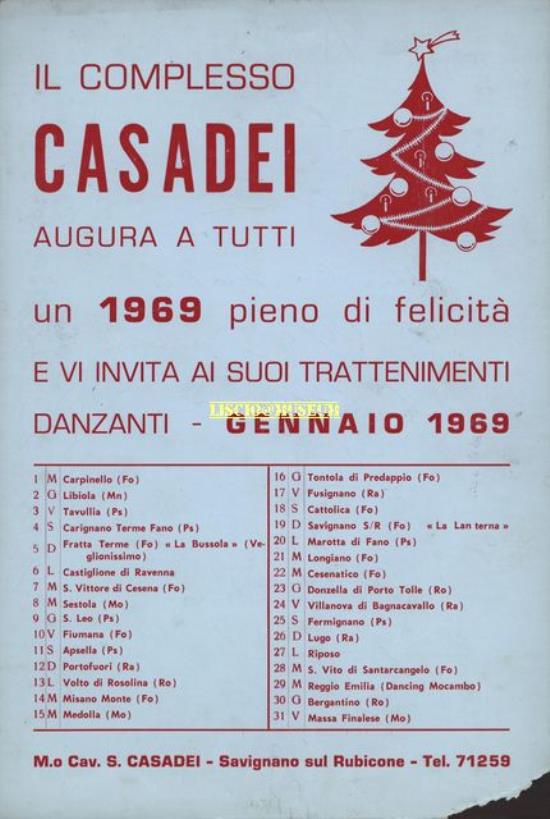 IL COMPLESSO
CASADEI
AUGURA A TUTTI
un 1969 pieno di felicità
E VI INVITA AI SUOI TRATTENIMENTI
LISCIO@MUSEUM
DANZANTI - GENNAIO 1969
1 M Carpinello (Fo)
2 G Libiola (Mn)
3 V Tavullia (Ps)
4 S Carignano Terme Fano (Ps)
5 D Fratta Terme (Fo) «La Bussola» (Ve-
glionissimo)
6 L Castiglione di Ravenna
7 M S. Vittore di Cesena (Fo)
8 M Sestola (Mo)
9 G S. Leo (Ps)
10 V Fiumana (Fo)
11 S Apsella (Ps)
12 D Portofuori (Ra)
13 L Volto di Rosolina (Ro)
14 M Misano Monte (Fo)
15 M Medolla (Mo)
16 G Tontola di Predappio (Fo)
17 V Fusignano (Ra)
18 S Cattolica (Fo)
19 D Savignano S/R (Fo) «La Lan terna»
20 L Marotta di Fano (Ps)
21 M Longiano (Fo)
22 M Cesenatico (Fo)
23 G Donzella di Porto Tolle (Ro)
24 V Villanova di Bagnacavallo (Ra)
25 S Fermignano (Ps)
26 D Lugo (Ra)
27 L Riposo
28 M S. Vito di Santarcangelo (Fo)
29 M Reggio Emilia (Dancing Mocambo)
30 G Bergantino (Ro)
31 V Massa Finalese (Mo)
M.o Cav. S. CASADEI - Savignano sul Rubicone - Tel. 71259